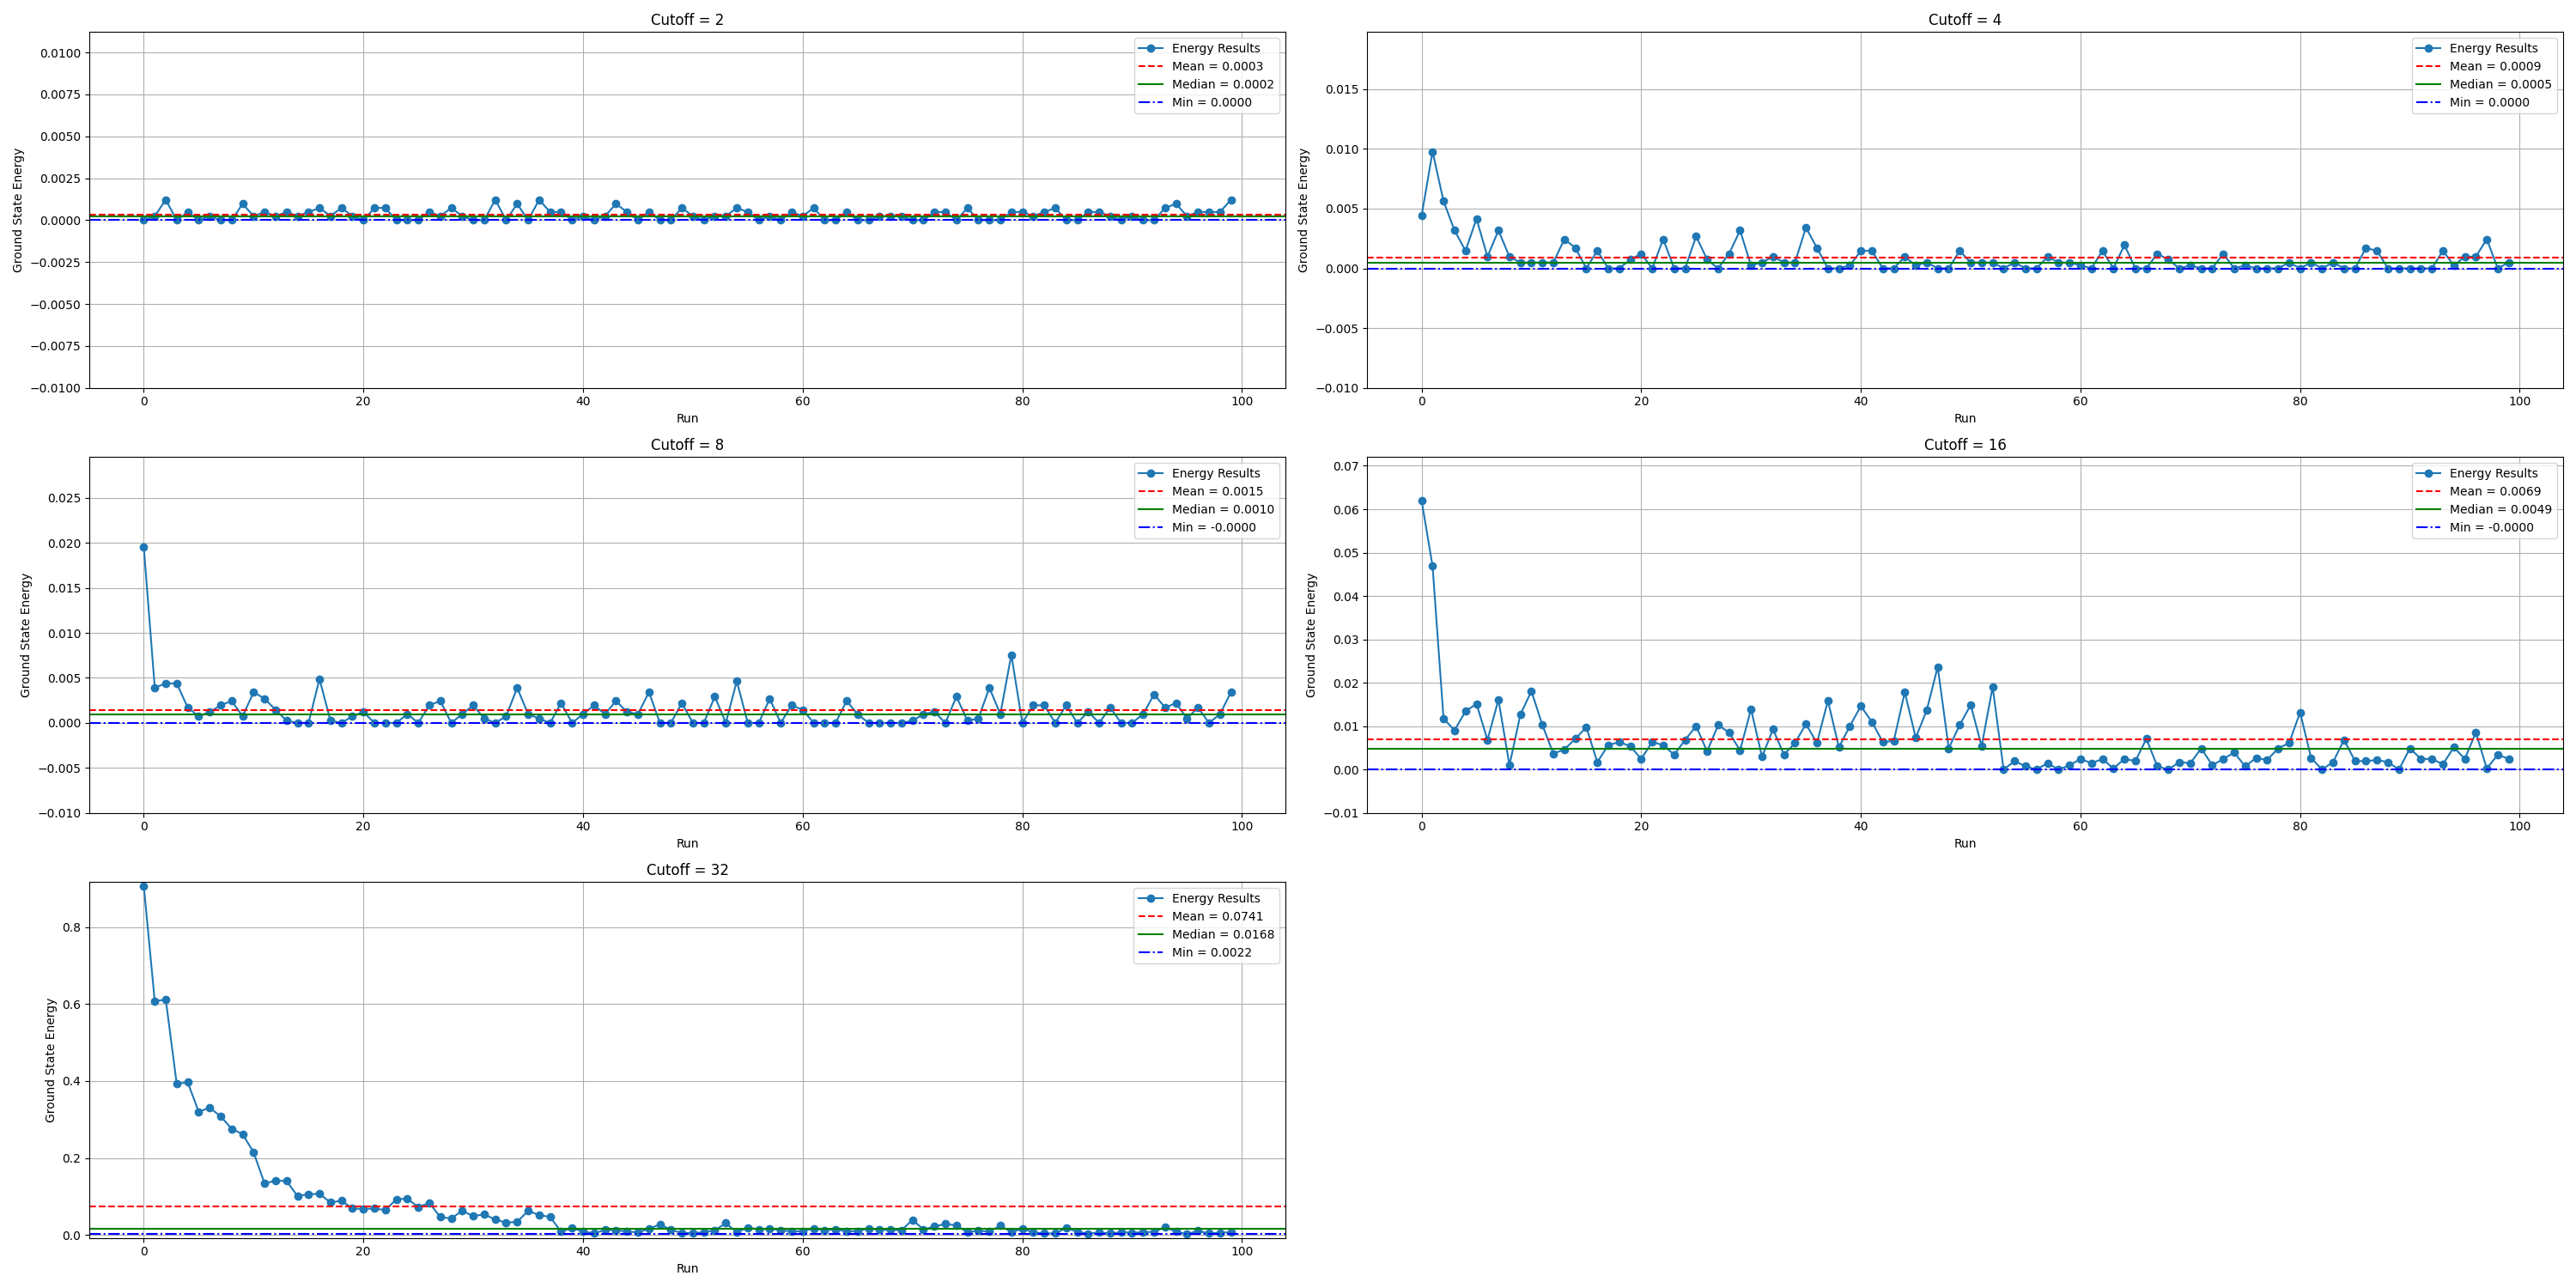 Cutoff = 2
Ground State Energy
0.0100
0.0075
0.0050
0.0025
0.0000
−0.0025
−0.0050
−0.0075
−0.0100
0 20 40 60 80 100
Run
Energy Results
Mean = 0.0003
Median = 0.0002
Min = 0.0000
Cutoff = 4
Ground State Energy
0.015
0.010
0.005
0.000
−0.005
−0.010
0 20 40 60 80 100
Run
Energy Results
Mean = 0.0009
Median = 0.0005
Min = 0.0000
Cutoff = 8
Ground State Energy
0.025
0.020
0.015
0.010
0.005
0.000
−0.005
−0.010
0 20 40 60 80 100
Run
Energy Results
Mean = 0.0015
Median = 0.0010
Min = -0.0000
Cutoff = 16
Ground State Energy
0.07
0.06
0.05
0.04
0.03
0.02
0.01
0.00
−0.01
0 20 40 60 80 100
Run
Energy Results
Mean = 0.0069
Median = 0.0049
Min = -0.0000
Cutoff = 32
Ground State Energy
0.8
0.6
0.4
0.2
0.0
0 20 40 60 80 100
Run
Energy Results
Mean = 0.0741
Median = 0.0168
Min = 0.0022